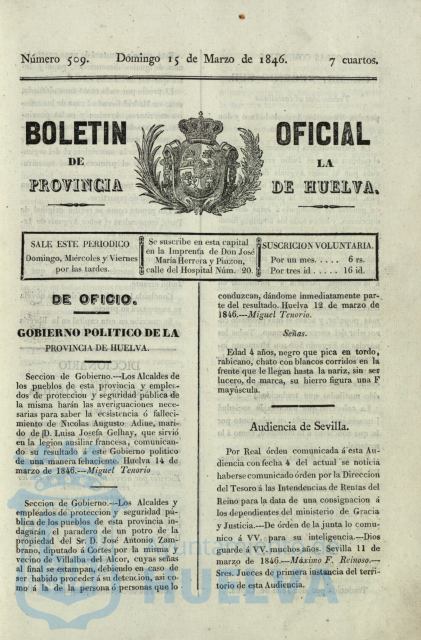 Número 509. Domingo 15 de Marzo de 1846. 7 cuartos.
BOLETIN OFICIAL
DE LA
PROVINCIA DE HUELVA.
SALE ESTE PERIODICO
Domingo, Miércoles y Viernes
por las tardes.
Se suscribe en esta capital
en la Imprenta de Don José
María Herrera y Pinzon,
calle del Hospital Núm. 20.
SUSCRICION VOLUNTARIA.
Por un mes. . . . . 6 rs.
Por tres id . . . . . 16 id.
DE OFICIO.
GOBIERNO POLITICO DE LA
PROVINCIA DE HUELVA.
Seccion de Gobierno.—Los Alcaldes de
los pueblos de esta provincia y emplea-
dos de proteccion y seguridad pública de
la misma harán las averiguaciones nece-
sarias para saber la ecsistencia ó falleci-
miento de Nicolas Augusto Adine, mari-
do de D. Luisa Josefa Gelhay, que sirvió
en la legion ausiliar francesa, comunican-
do su resultado á este Gobierno politico
de una manera fehaciente. Huelva 14 de
marzo de 1846.—Miguel Tenorio
Seccion de Gobierno.—Los Alcaldes y
empleados de proteccion y seguridad pú-
blica de los pueblos de esta provincia in-
dagarán el paradero de un potro de la
propiedad del Sr. D. José Antonio Zam-
brano, diputado á Cortes por la misma y
vecino de Villalba del Alcor, cuyas señas
al final se estampan, debiendo en caso de
ser habido proceder á su detencion, asi co-
mo á la de la persona ó personas que lo
conduzcan, dándome inmediatamente par-
te del resultado. Huelva 12 de marzo de
1846.—Miguel Tenorio.
Señas.
Edad 4 años, negro que pica en tordo,
rabicano, chato con blancos corridos en la
frente que le llegan hasta la nariz, sin ser
lucero, de marca, su hierro figura una F
mayúscula.
Audiencia de Sevilla.
Por Real órden comunicada á esta Au-
diencia con fecha 4 del actual se noticia
haberse comunicado órden por la Direccion
del Tesoro á las Intendencias de Rentas del
Reino para la data de una consignacion á
los dependientes del ministerio de Gracia
y Justicia.—De órden de la junta lo comu-
nico á VV. para su inteligencia.—Dios
guarde á VV. muchos años. Sevilla 11 de
marzo de 1846.—Máximo F. Reinoso.—
Sres. Jueces de primera instancia del terri-
torio de esta Audiencia.
HUELVA